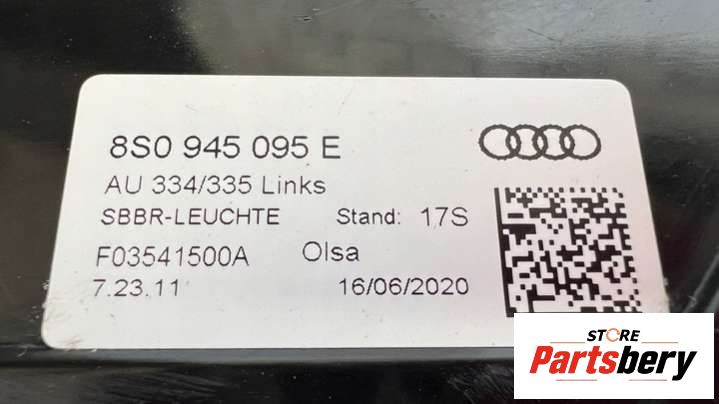 8S0 945 095 E
AU 334/335 Links
SBBR-LEUCHTE Stand: 17S
F03541500A Olsa
7.23.11 16/06/2020
STORE
Partsbery